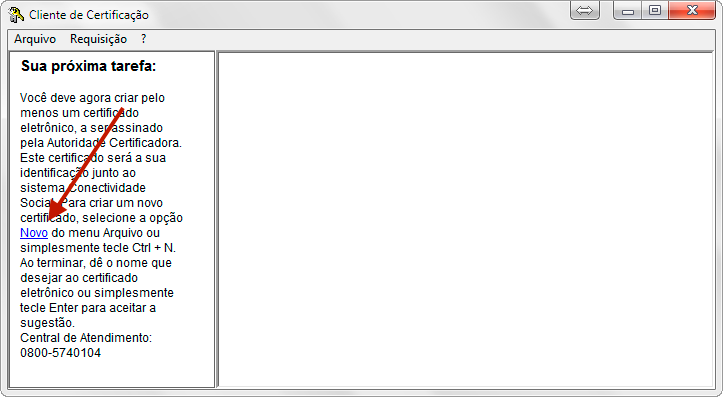 Cliente de Certificação
Arquivo Requisição ?
Sua próxima tarefa:
Você deve agora criar pelo
menos um certificado
eletrônico, a ser assinado
pela Autoridade Certificadora.
Este certificado será a sua
identificação junto ao
sistema Conectividade
Social. Para criar um novo
certificado, selecione a opção
Novo do menu Arquivo ou
simplesmente tecle Ctrl + N.
Ao terminar, dê o nome que
desejar ao certificado
eletrônico ou simplesmente
tecle Enter para aceitar a
sugestão.
Central de Atendimento:
0800-5740104